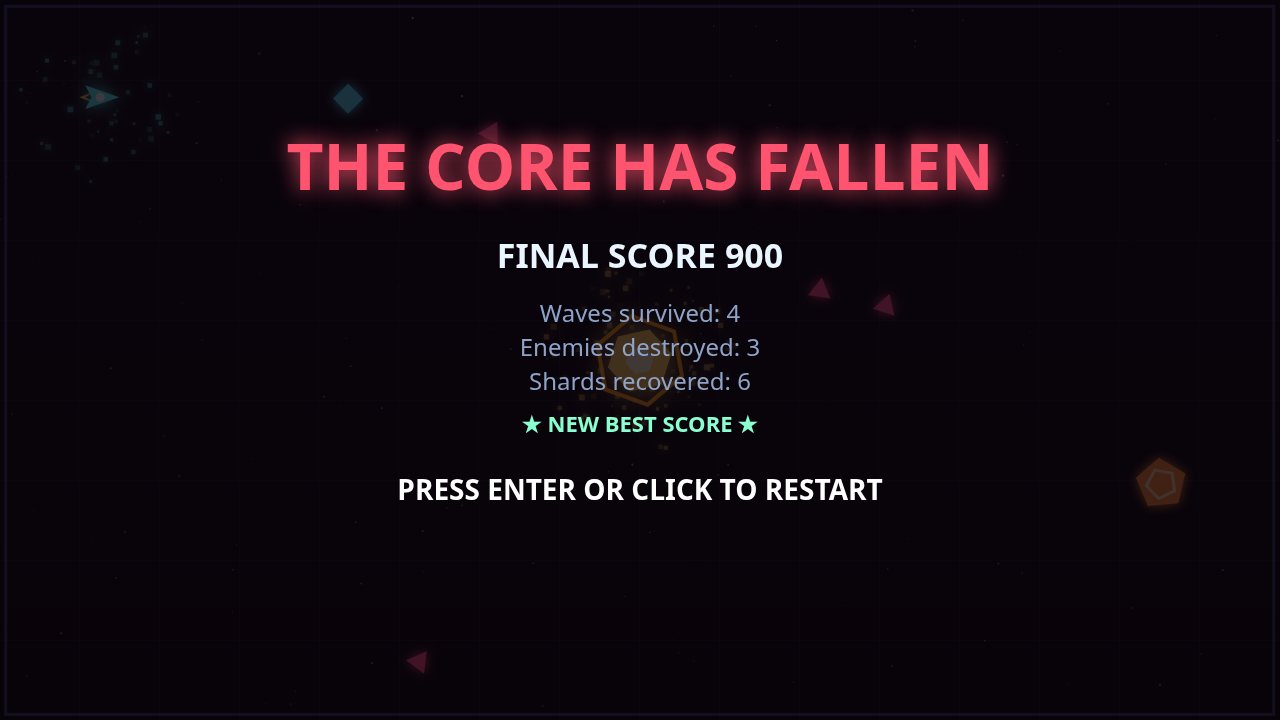 THE CORE HAS FALLEN
FINAL SCORE 900
Waves survived: 4
Enemies destroyed: 3
Shards recovered: 6
★ NEW BEST SCORE ★
PRESS ENTER OR CLICK TO RESTART